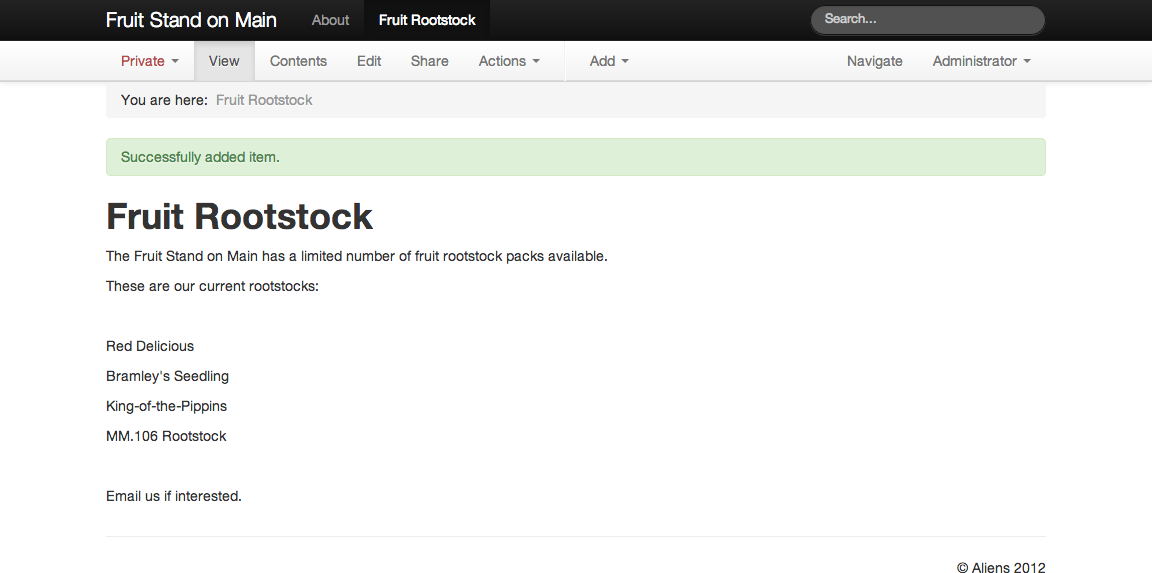 Fruit Stand on Main About Fruit Rootstock Search...
Private View Contents Edit Share Actions Add Navigate Administrator
You are here: Fruit Rootstock
Successfully added item.
Fruit Rootstock
The Fruit Stand on Main has a limited number of fruit rootstock packs available.
These are our current rootstocks:
Red Delicious
Bramley's Seedling
King-of-the-Pippins
MM.106 Rootstock
Email us if interested.
© Aliens 2012